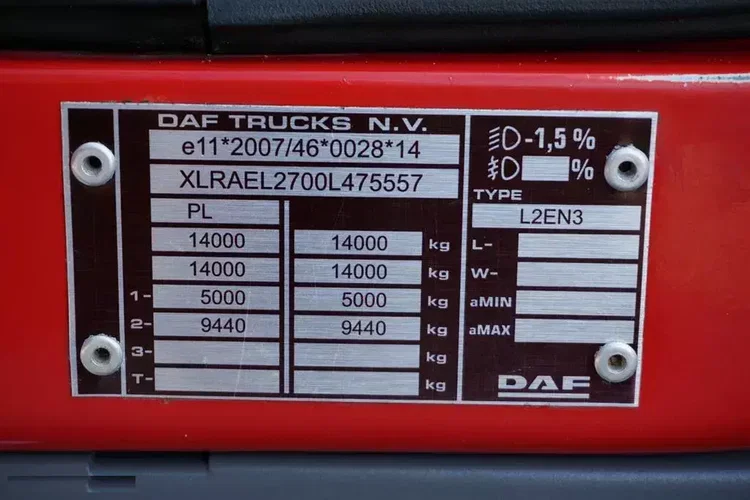 DAF TRUCKS N.V.
e11*2007/46*0028*14
XLRAEL2700L475557
PL
14000 14000 kg
14000 14000 kg
1- 5000 5000 kg
2- 9440 9440 kg
3- kg
T- kg
-1,5 %
%
TYPE
L2EN3
L-
W-
aMIN
aMAX
DAF